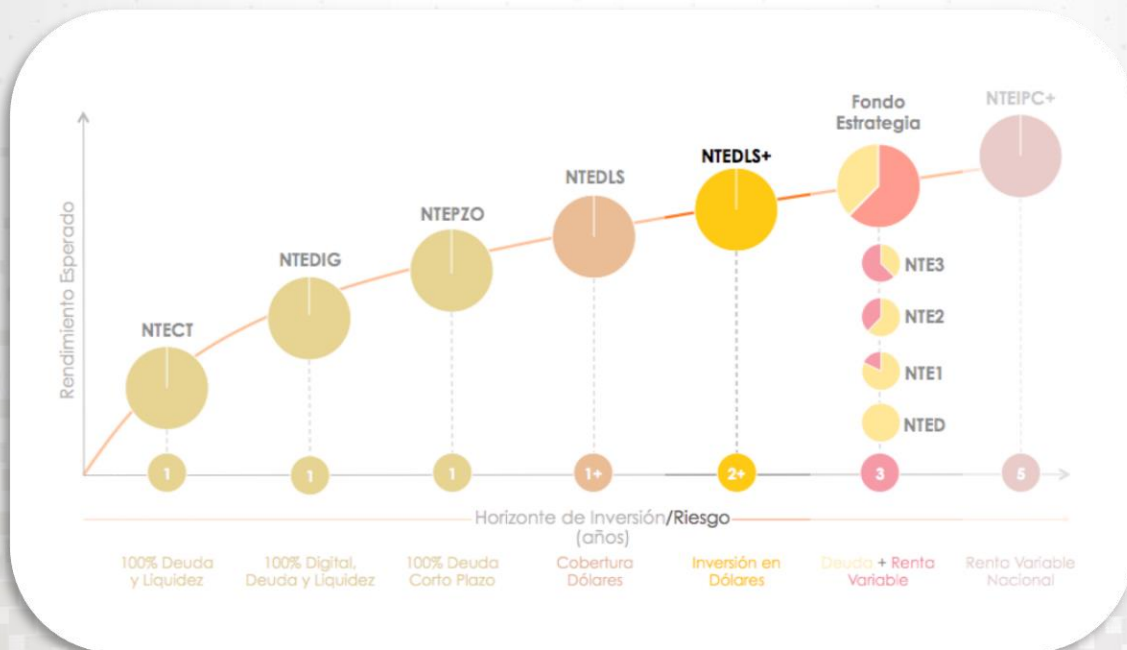 Fondo
Estrategia
NTEIPC+
NTEDLS+
NTEDLS
NTEPZO
NTEDIG
NTECT
NTE3
NTE2
NTE1
NTED
Rendimiento Esperado
1
1
1
1+
2+
3
5
Horizonte de Inversión/Riesgo
(años)
100% Deuda
y Liquidez
100% Digital,
Deuda y Liquidez
100% Deuda
Corto Plazo
Cobertura
Dólares
Inversión en
Dólares
Deuda + Renta
Variable
Renta Variable
Nacional